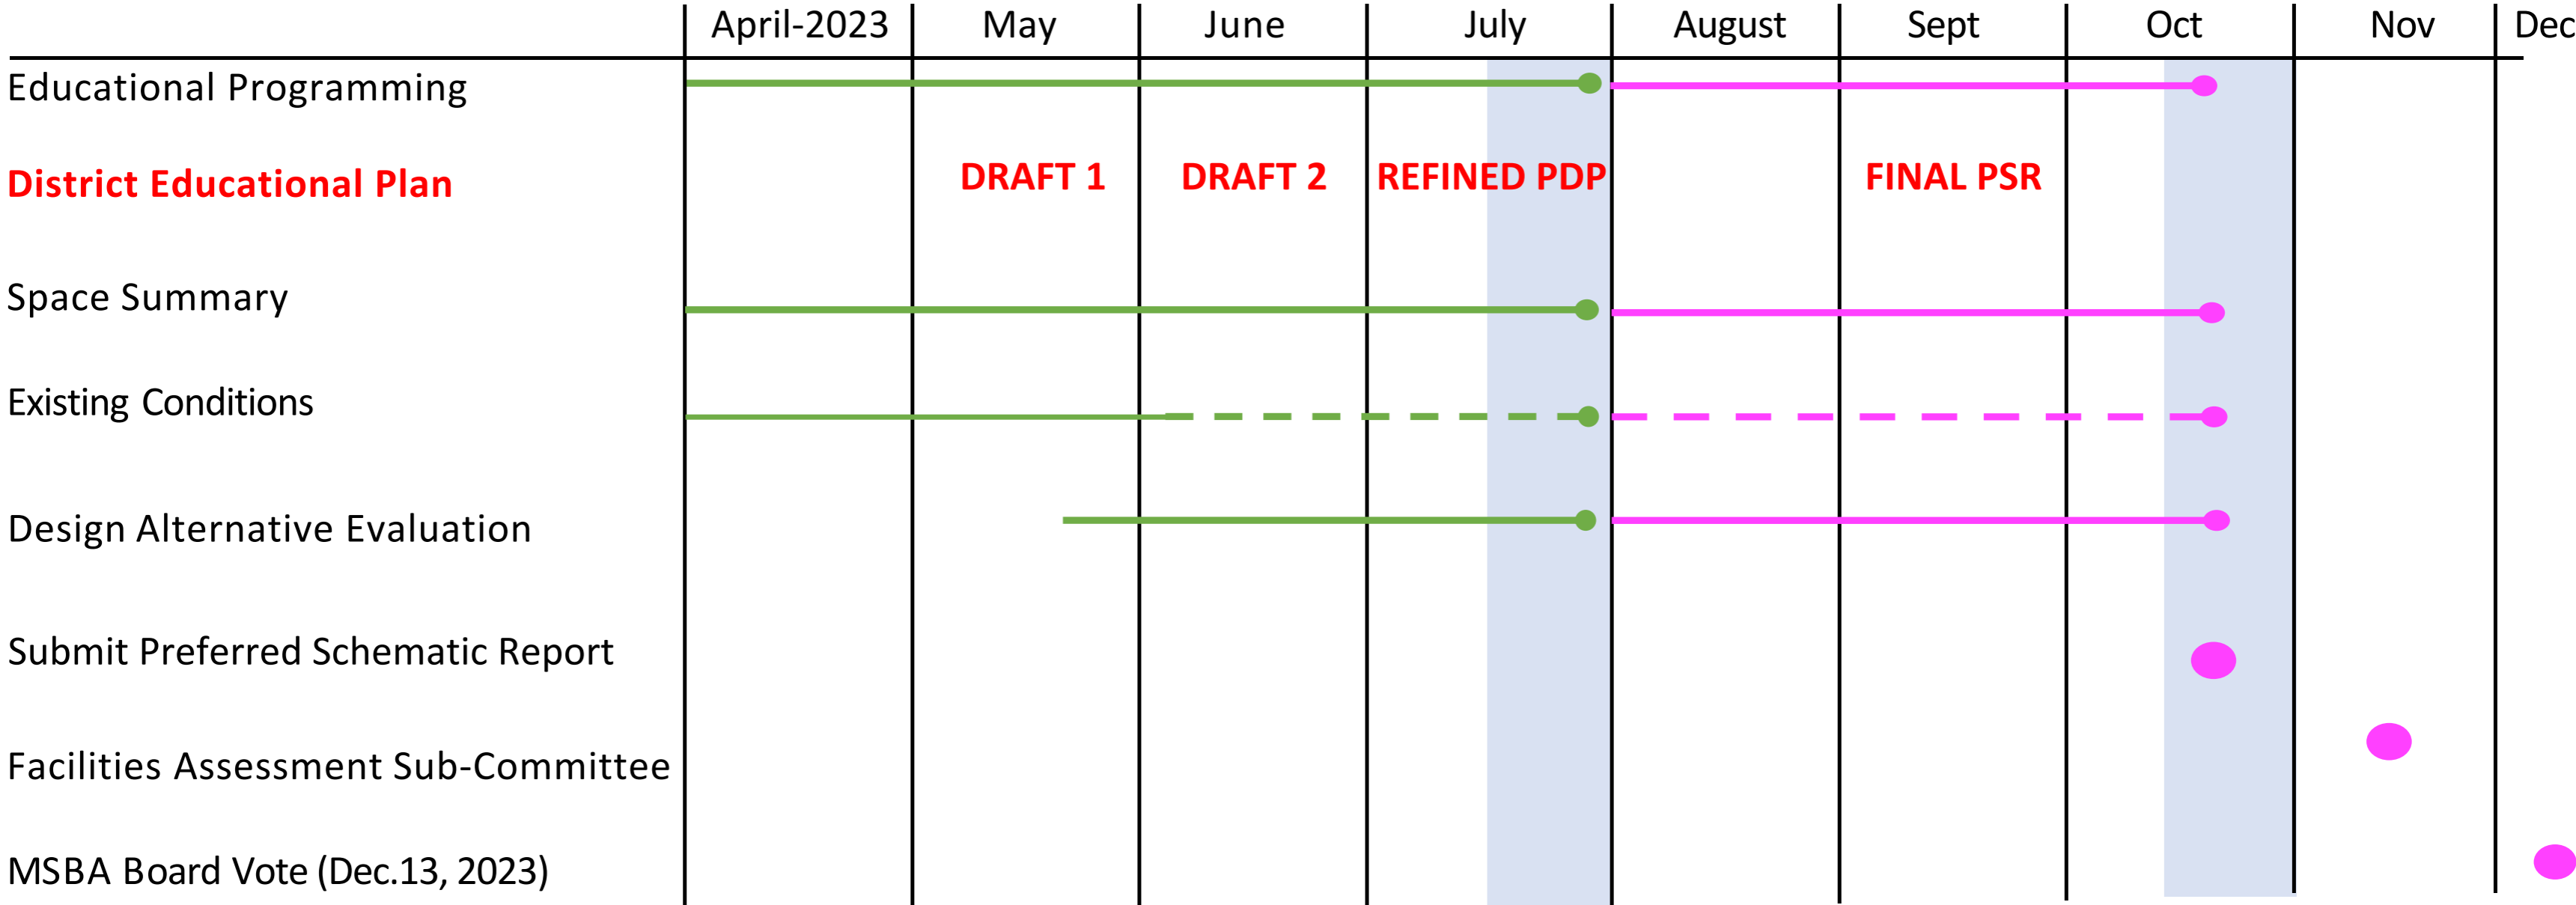 April-2023 May June July August Sept Oct Nov Dec
Educational Programming
District Educational Plan DRAFT 1 DRAFT 2 REFINED PDP FINAL PSR
Space Summary
Existing Conditions
Design Alternative Evaluation
Submit Preferred Schematic Report
Facilities Assessment Sub-Committee
MSBA Board Vote (Dec.13, 2023)